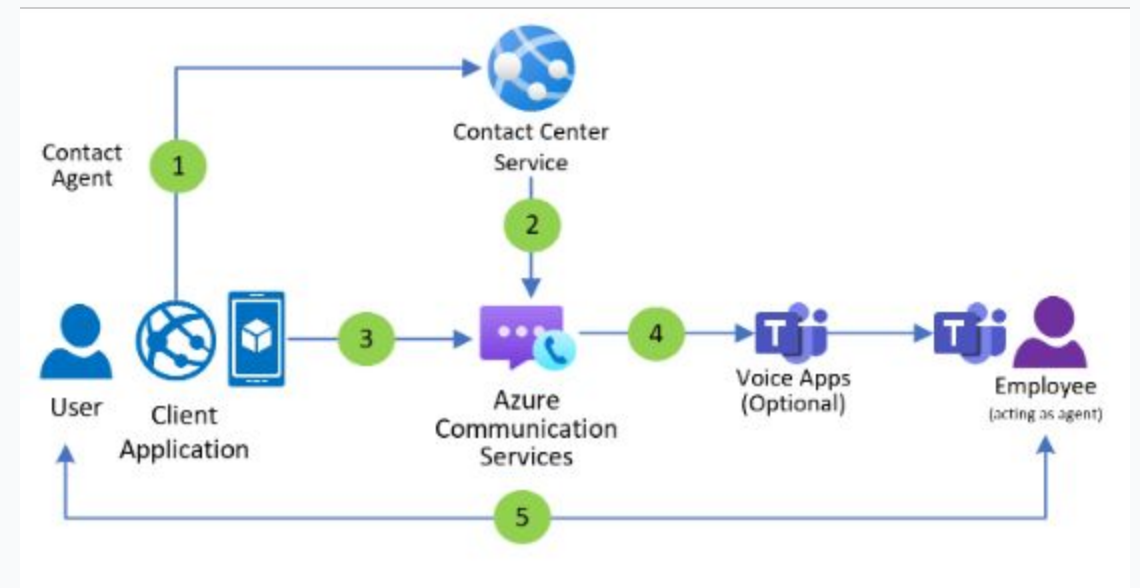 Contact Center
Service
Contact
Agent
1
2
3
4
User
Client
Application
Azure
Communication
Services
T
Voice Apps
(Optional)
T
Employee
(acting as agent)
5